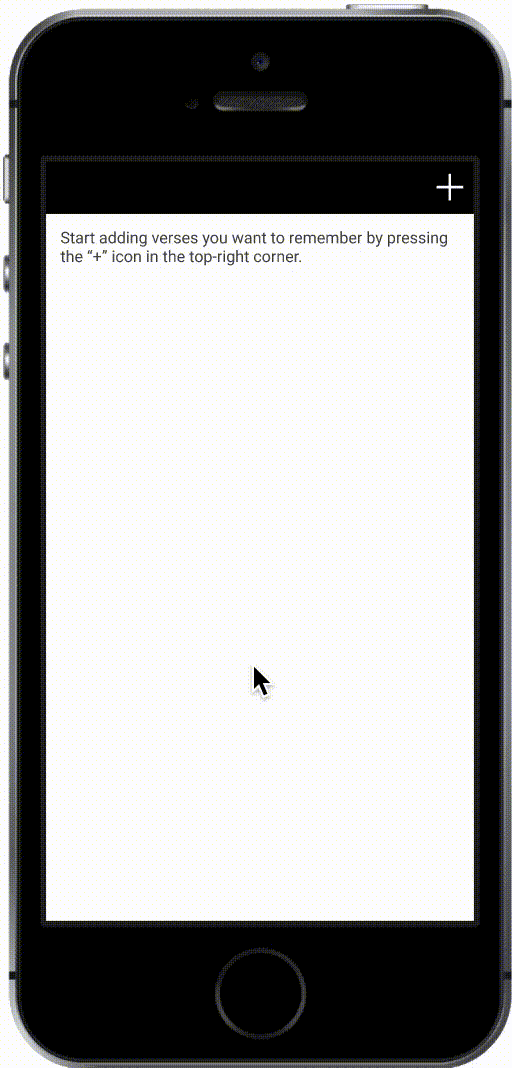 Start adding verses you want to remember by pressing
the “+” icon in the top-right corner.